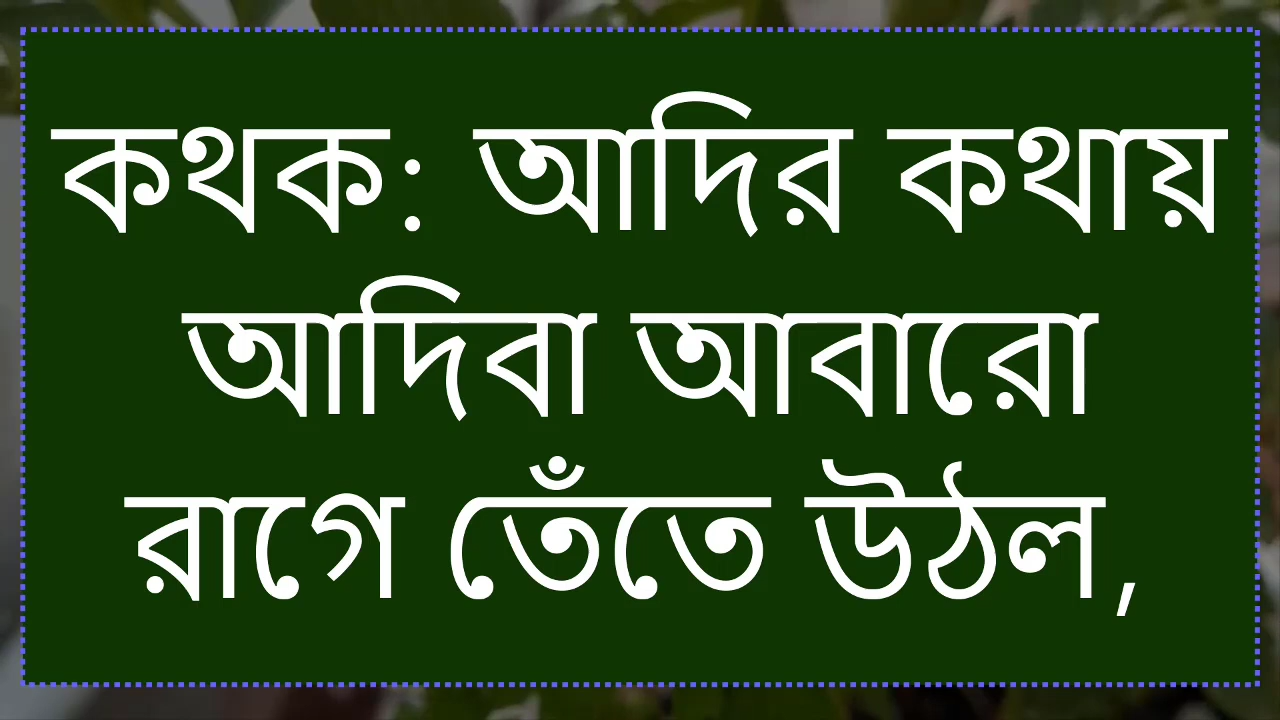 কথক: আদির কথায়
আদিবা আবারো
রাগে তেঁতে উঠল,